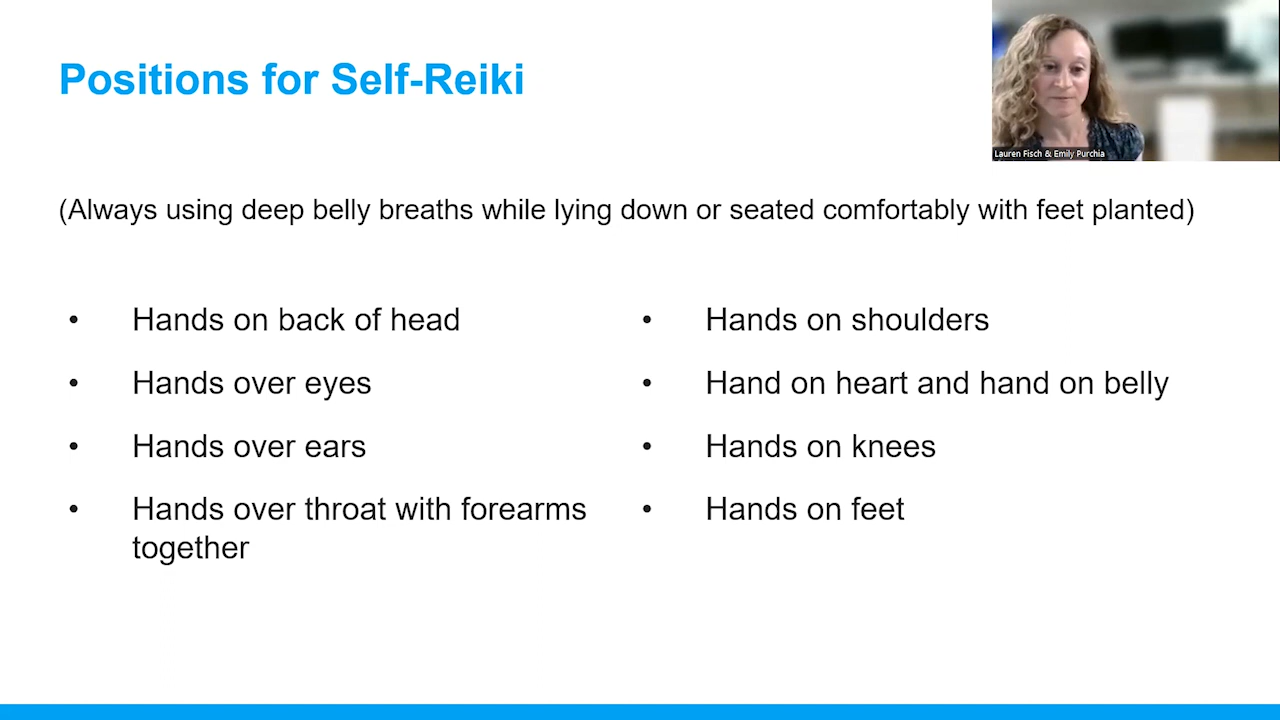 Positions for Self-Reiki
Lauren Fisch & Emily Purchia
(Always using deep belly breaths while lying down or seated comfortably with feet planted)
• Hands on back of head
• Hands over eyes
• Hands over ears
• Hands over throat with forearms
together
• Hands on shoulders
• Hand on heart and hand on belly
• Hands on knees
• Hands on feet